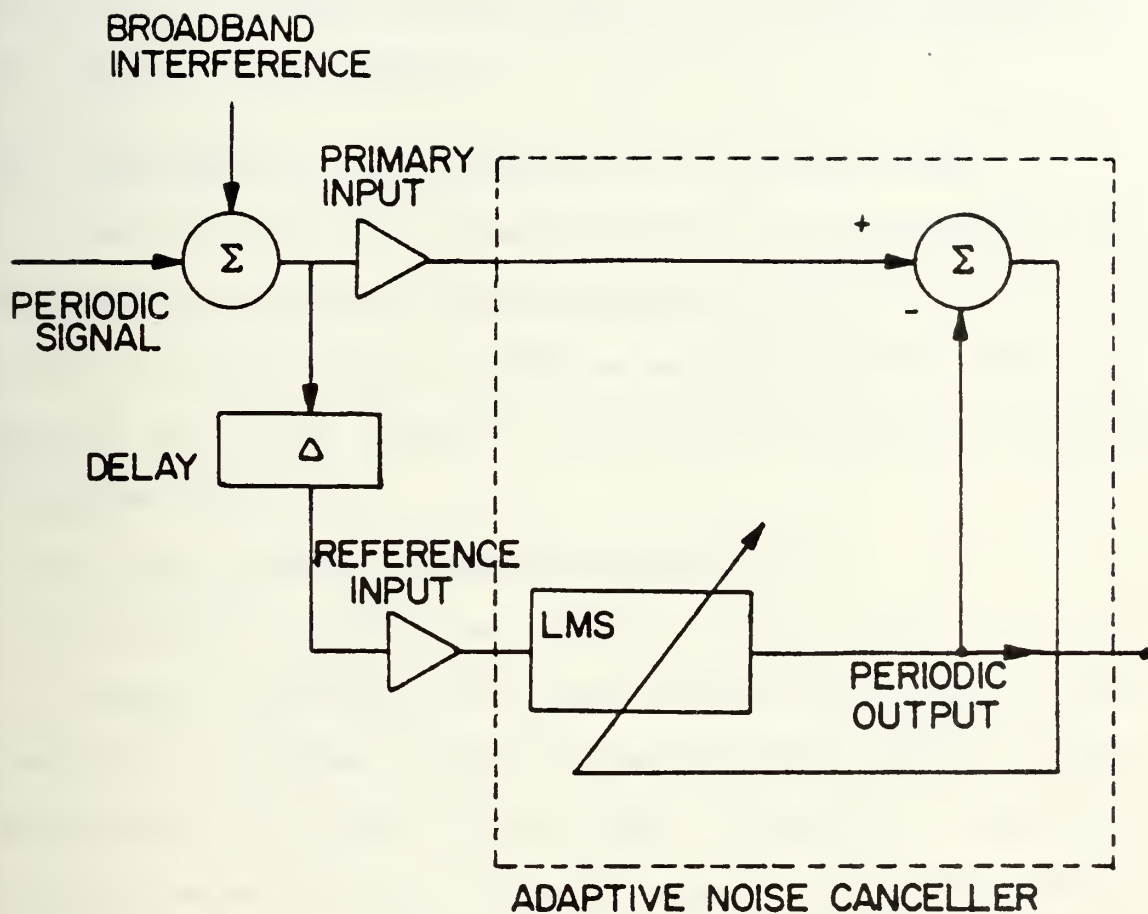 BROADBAND
INTERFERENCE
PRIMARY
INPUT
+
Σ
Σ
PERIODIC
SIGNAL
-
DELAY
Δ
REFERENCE
INPUT
LMS
PERIODIC
OUTPUT
ADAPTIVE NOISE CANCELLER